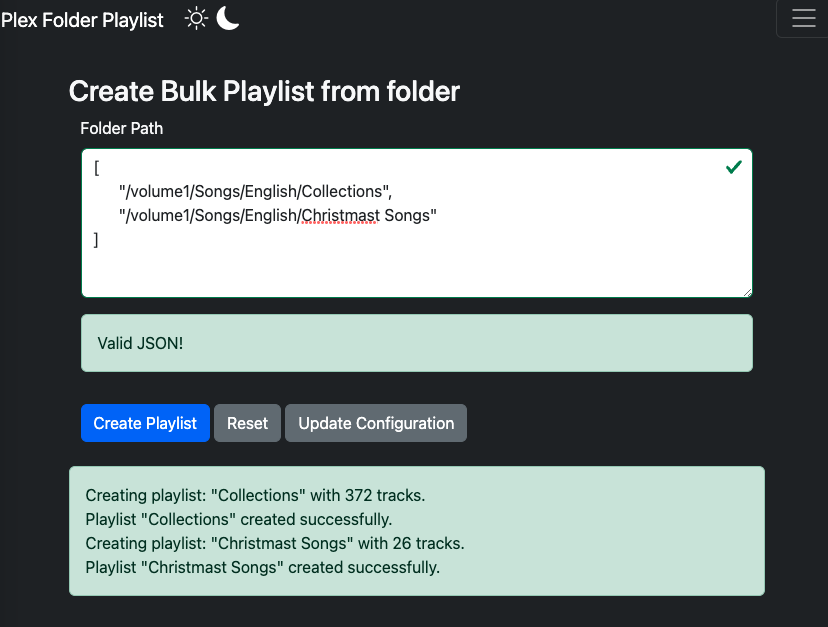 Plex Folder Playlist
Create Bulk Playlist from folder
Folder Path
[
"/volume1/Songs/English/Collections",
"/volume1/Songs/English/Christmast Songs"
]
Valid JSON!
Create Playlist Reset Update Configuration
Creating playlist: "Collections" with 372 tracks.
Playlist "Collections" created successfully.
Creating playlist: "Christmast Songs" with 26 tracks.
Playlist "Christmast Songs" created successfully.